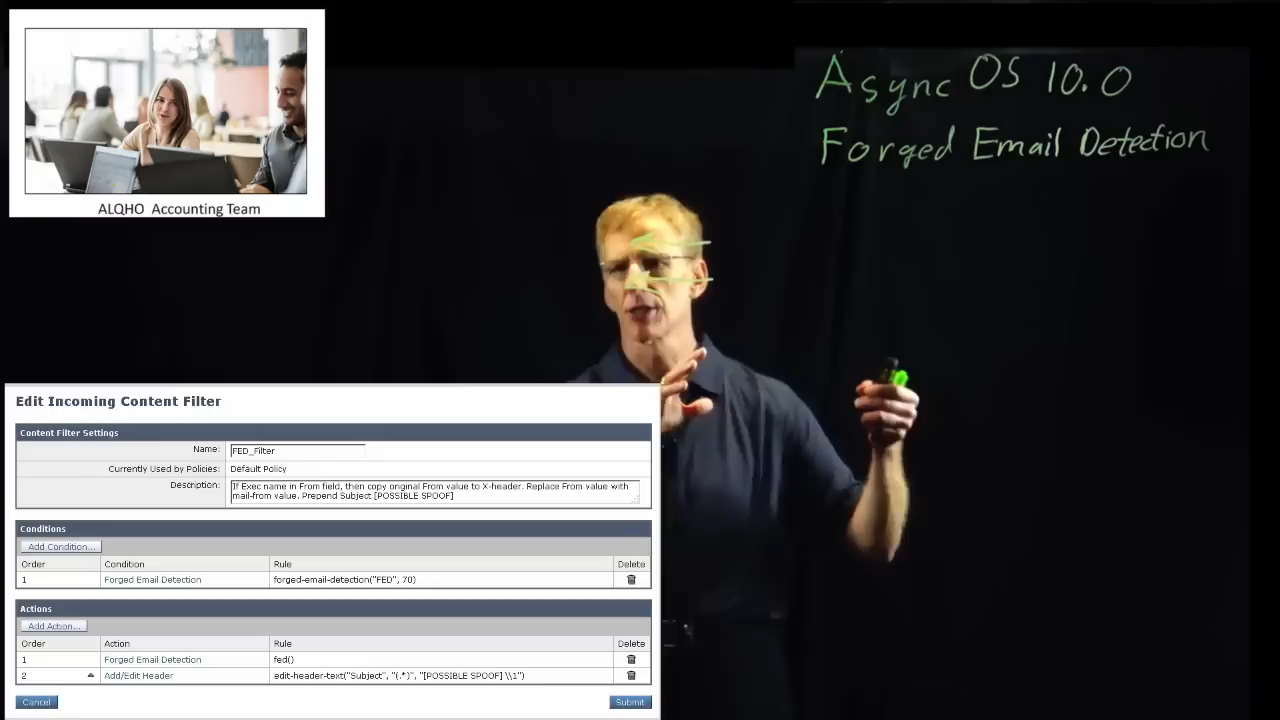 Async OS 10.0
Forged Email Detection
ALQHO Accounting Team
Edit Incoming Content Filter
Content Filter Settings
Name: FED_Filter
Currently Used by Policies: Default Policy
Description: If Exec name in From field, then copy original From value to X-header. Replace From value with
mail-from value. Prepend Subject [POSSIBLE SPOOF]
Conditions
Add Condition...
Order Condition Rule Delete
1 Forged Email Detection forged-email-detection("FED", 70)
Actions
Add Action...
Order Action Rule Delete
1 Forged Email Detection fed()
2 Add/Edit Header edit-header-text("Subject", "(.*)", "[POSSIBLE SPOOF] \\1")
Cancel Submit